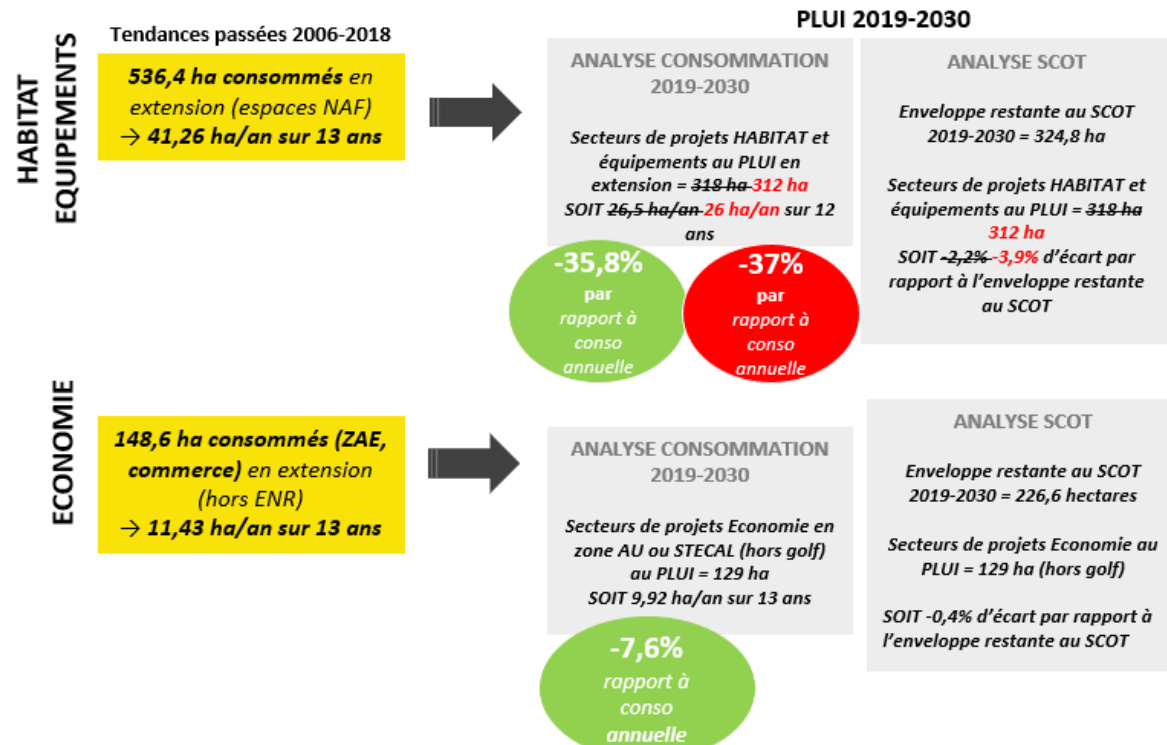 PLUI 2019-2030
HABITAT
EQUIPEMENTS
Tendances passées 2006-2018
536,4 ha consommés en
extension (espaces NAF)
→ 41,26 ha/an sur 13 ans
ANALYSE CONSOMMATION
2019-2030
Secteurs de projets HABITAT et
équipements au PLUI en
extension = 318 ha 312 ha
SOIT 26,5 ha/an 26 ha/an sur 12
ans
-35,8%
par
rapport à
conso
annuelle
-37%
par
rapport à
conso
annuelle
ANALYSE SCOT
Enveloppe restante au SCOT
2019-2030 = 324,8 ha
Secteurs de projets HABITAT et
équipements au PLUI = 318 ha
312 ha
SOIT -2,2% -3,9% d'écart par
rapport à l'enveloppe restante
au SCOT
ECONOMIE
148,6 ha consommés (ZAE,
commerce) en extension
(hors ENR)
→ 11,43 ha/an sur 13 ans
ANALYSE CONSOMMATION
2019-2030
Secteurs de projets Economie en
zone AU ou STECAL (hors golf)
au PLUI = 129 ha
SOIT 9,92 ha/an sur 13 ans
-7,6%
rapport à
conso
annuelle
ANALYSE SCOT
Enveloppe restante au SCOT
2019-2030 = 226,6 hectares
Secteurs de projets Economie au
PLUI = 129 ha (hors golf)
SOIT -0,4% d'écart par rapport à
l'enveloppe restante au SCOT